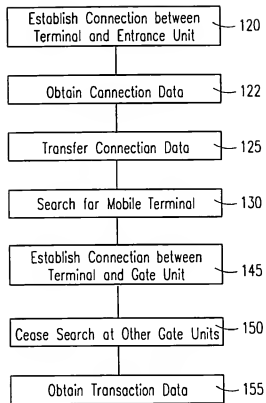 Establish Connection between
Terminal and Entrance Unit
120
Obtain Connection Data
122
Transfer Connection Data
125
Search for Mobile Terminal
130
Establish Connection between
Terminal and Gate Unit
145
Cease Search at Other Gate Units
150
Obtain Transaction Data
155